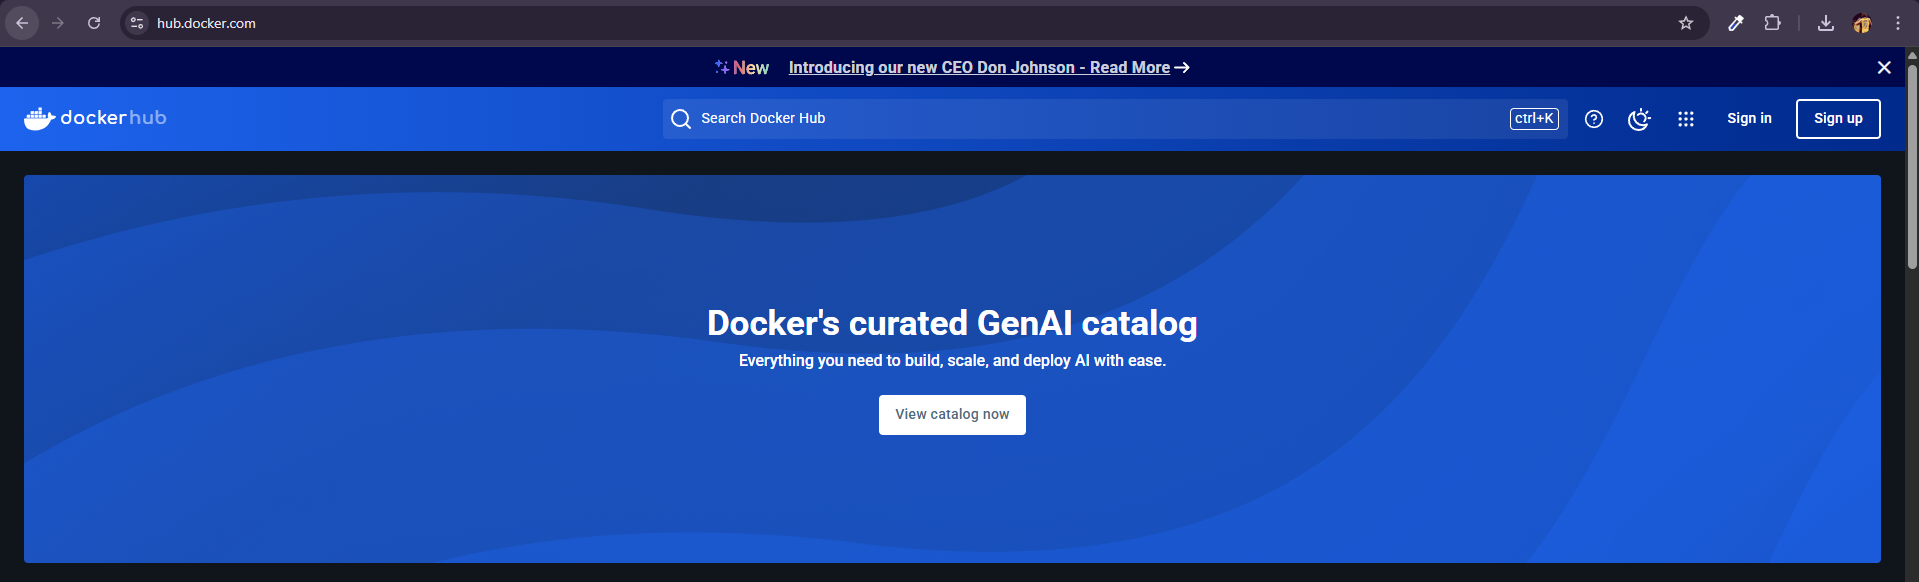 hub.docker.com
New Introducing our new CEO Don Johnson - Read More →
dockerhub
Search Docker Hub
ctrl+K
Sign in
Sign up
Docker's curated GenAI catalog
Everything you need to build, scale, and deploy AI with ease.
View catalog now